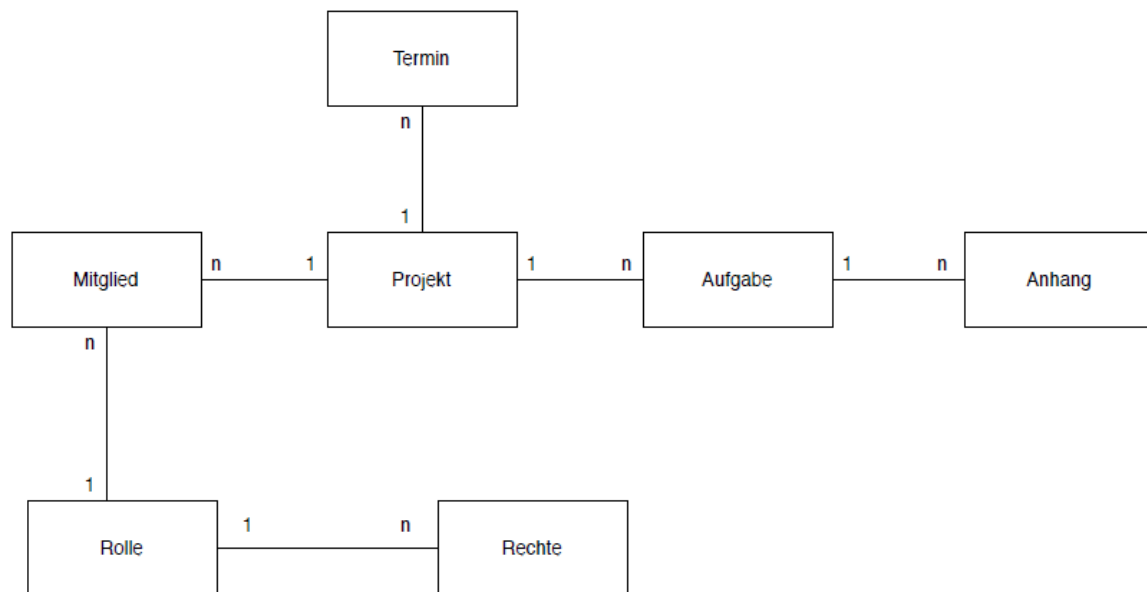 Termin
n
1
Mitglied
n
1
Projekt
1
n
Aufgabe
1
n
Anhang
n
1
Rolle
1
n
Rechte